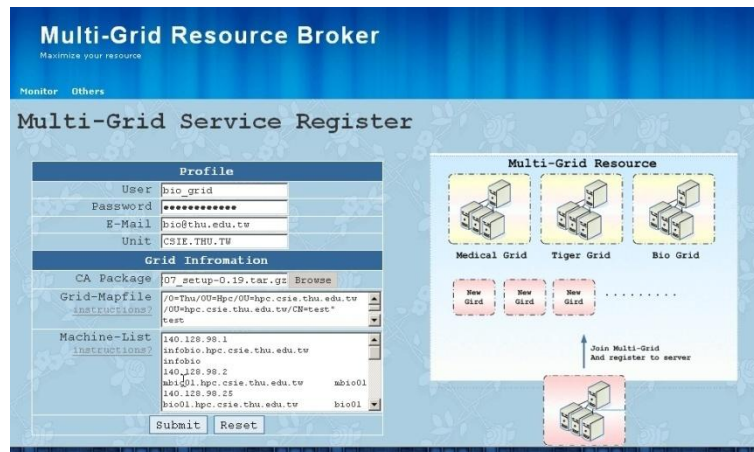 Multi-Grid Resource Broker
Maximize your resource
Monitor Others
Multi-Grid Service Register
Profile
User bio_grid
Password ●●●●●●●●●●●●
E-Mail bio@thu.edu.tw
Unit CSIE.THU.TW
Grid Infromation
CA Package 07_setup-0.19.tar.gz Browse
Grid-Mapfile
instructions?
/O=Thu/OU=Hpc/OU=hpc.csie.thu.edu.tw
/OU=hpc.csie.thu.edu.tw/CN=test"
test
Machine-List
instructions?
140.128.98.1
infobio.hpc.csie.thu.edu.tw
infobio
140.128.98.2
mbio01.hpc.csie.thu.edu.tw mbio01
140.128.98.25
bio01.hpc.csie.thu.edu.tw bio01
Submit Reset
Multi-Grid Resource
Medical Grid Tiger Grid Bio Grid
New Gird
New Gird
New Gird
.........
Join Multi-Grid
And register to server